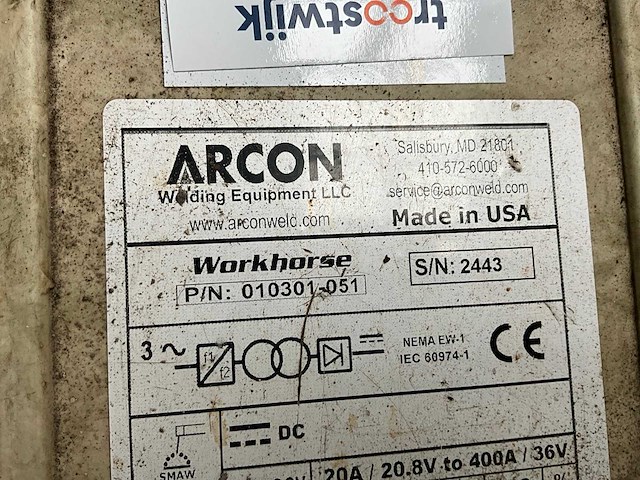 troostwijk
ARCON
Welding Equipment LLC
www.arconweld.com
Salisbury, MD 21801
410-572-6000
service@arconweld.com
Made in USA
Workhorse
P/N: 010301-051
S/N: 2443
3 ~
f1
f2
NEMA EW-1
IEC 60974-1
CE
SMAW
DC
20A / 20.8V to 400A / 36V